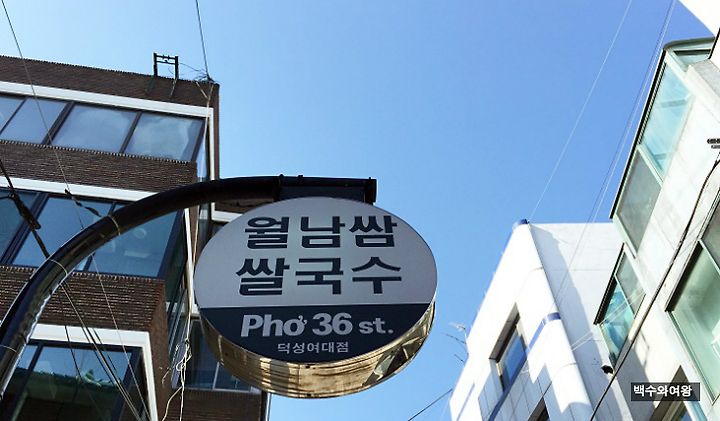 월남쌈
쌀국수
Phở 36 st.
덕성여대점
백수와여왕